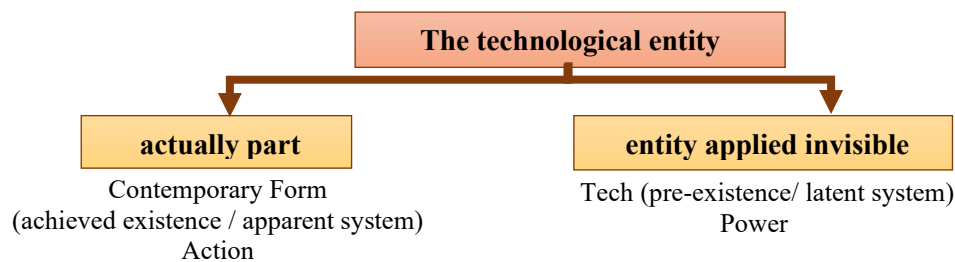 The technological entity
actually part
entity applied invisible
Contemporary Form
(achieved existence / apparent system)
Action
Tech (pre-existence/ latent system)
Power